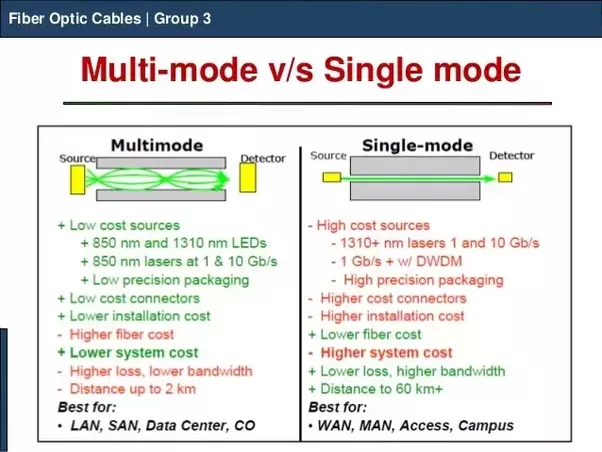 Fiber Optic Cables | Group 3
Multi-mode v/s Single mode
Multimode
Source
Detector
+ Low cost sources
+ 850 nm and 1310 nm LEDs
+ 850 nm lasers at 1 & 10 Gb/s
+ Low precision packaging
+ Low cost connectors
+ Lower installation cost
- Higher fiber cost
+ Lower system cost
- Higher loss, lower bandwidth
- Distance up to 2 km
Best for:
• LAN, SAN, Data Center, CO
Single-mode
Source
Detector
- High cost sources
- 1310+ nm lasers 1 and 10 Gb/s
- 1 Gb/s + w/ DWDM
- High precision packaging
- Higher cost connectors
- Higher installation cost
+ Lower fiber cost
- Higher system cost
+ Lower loss, higher bandwidth
+ Distance to 60 km+
Best for:
• WAN, MAN, Access, Campus